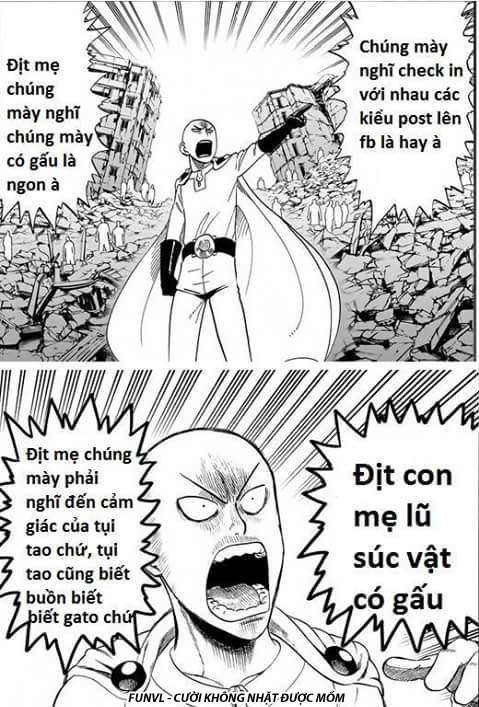 Địt mẹ
chúng
mày nghĩ
chúng mày
có gấu là
ngon à
Chúng mày
nghĩ check in
với nhau các
kiểu post lên
fb là hay à
Địt mẹ chúng
mày phải
nghĩ đến cảm
giác của tụi
tao chứ, tụi
tao cũng biết
buồn biết
biết gato chứ
Địt con
mẹ lũ
súc vật
có gấu
FUNVL - CƯỜI KHÔNG NHẶT ĐƯỢC MỒM